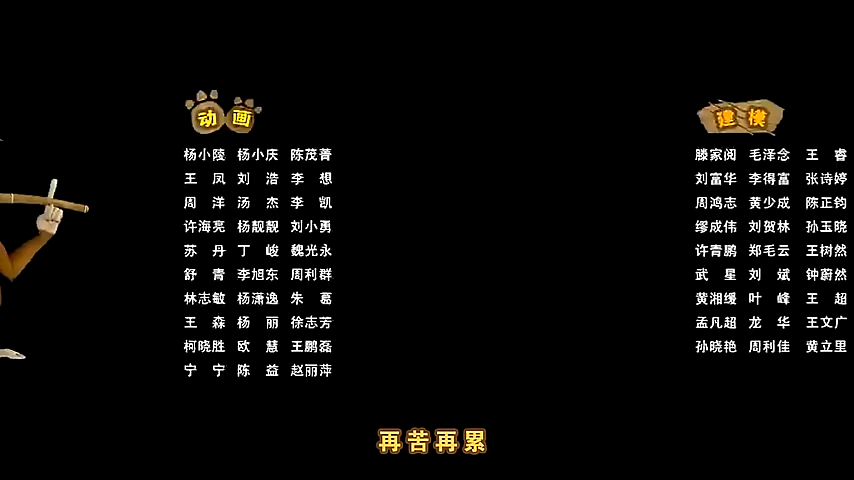 动画
杨小陵 杨小庆 陈茂菁
王凤 刘浩 李想
周洋 汤杰 李凯
许海亮 杨靓靓 刘小勇
苏丹 丁峻 魏光永
舒青 李旭东 周利群
林志敏 杨潇逸 朱葛
王森 杨丽 徐志芳
柯晓胜 欧慧 王鹏磊
宁宁 陈益 赵丽萍
建模
滕家阅 毛泽念 王睿
刘富华 李得富 张诗婷
周鸿志 黄少成 陈正钧
缪成伟 刘贺林 孙玉晓
许青鹏 郑毛云 王树然
武星 刘斌 钟蔚然
黄湘缓 叶峰 王超
孟凡超 龙华 王文广
孙晓艳 周利佳 黄立里
再苦再累